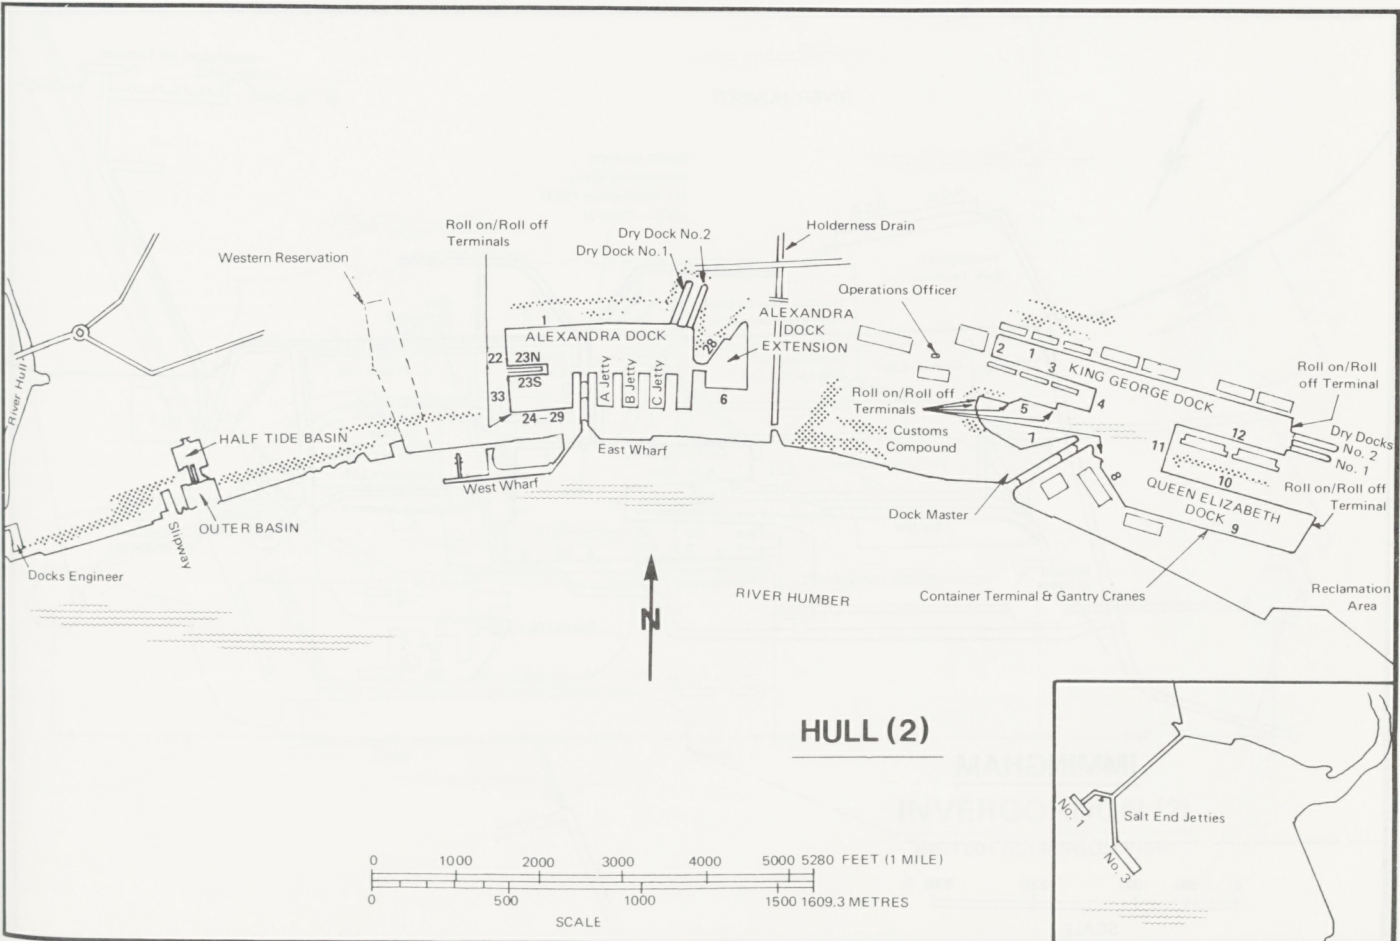 Roll on/Roll off
Terminals
Dry Dock No.2
Dry Dock No.1
Holderness Drain
Western Reservation
Operations Officer
1
ALEXANDRA DOCK
ALEXANDRA
DOCK
EXTENSION
28
22
23N
23S
33
24–29
A Jetty
B Jetty
C Jetty
6
2
1
3
KING GEORGE DOCK
4
5
Roll on/Roll
off Terminal
Roll on/Roll off
Terminals
Customs
Compound
1
Dry Docks
No. 2
No. 1
11
12
10
8
QUEEN ELIZABETH
DOCK
9
Roll on/Roll off
Terminal
River Hull
HALF TIDE BASIN
OUTER BASIN
Slipway
Docks Engineer
East Wharf
West Wharf
Dock Master
Container Terminal & Gantry Cranes
Reclamation
Area
RIVER HUMBER
N
HULL (2)
Salt End Jetties
No. 1
No. 3
0 1000 2000 3000 4000 5000 5280 FEET (1 MILE)
0 500 1000 1500 1609.3 METRES
SCALE